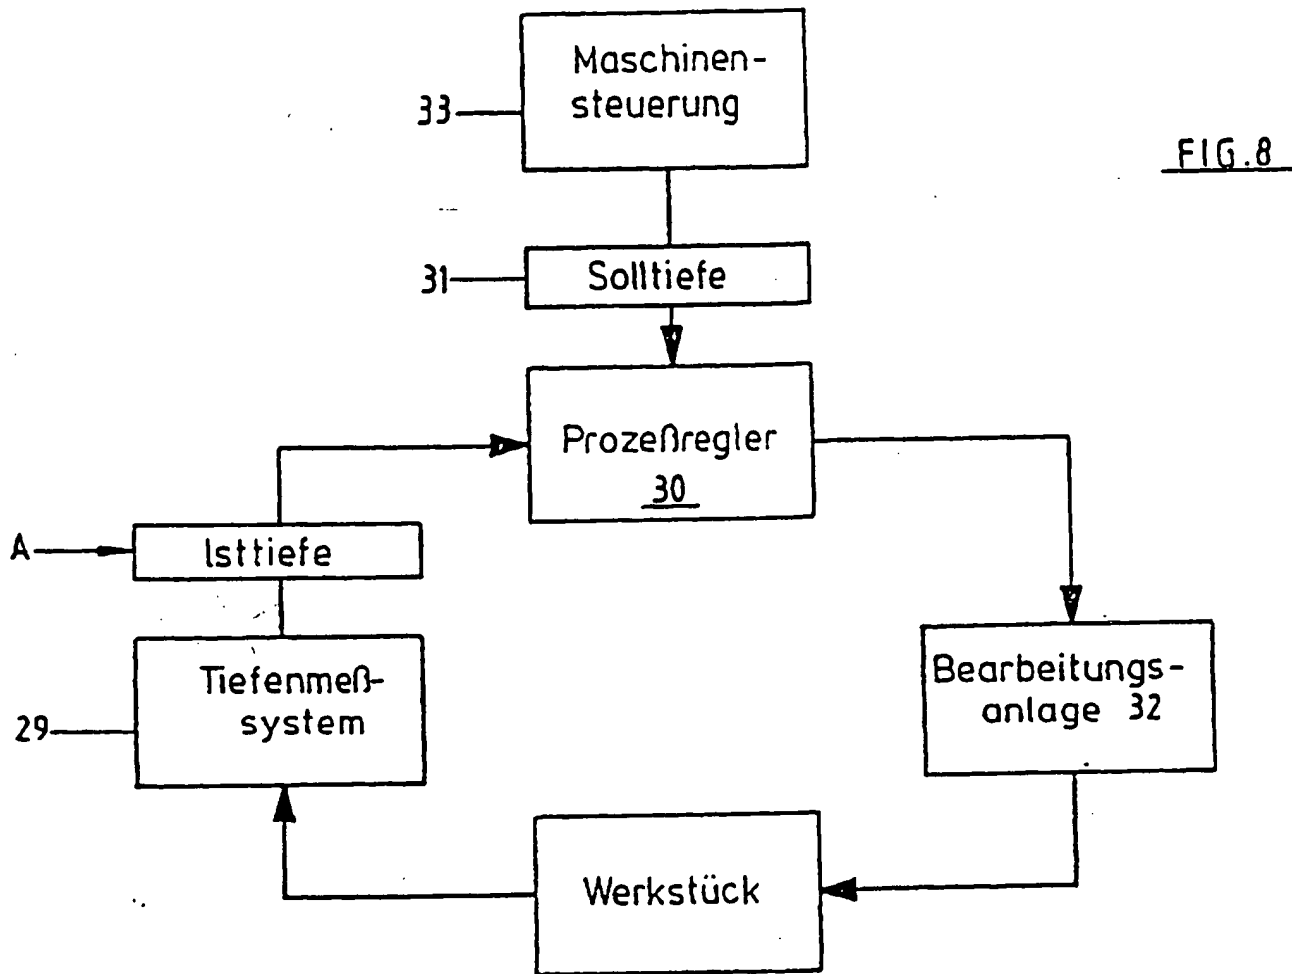 Maschinen-
steuerung
33
FIG.8
31
Solltiefe
Prozeßregler
30
A
Isttiefe
Tiefenmeß-
system
29
Bearbeitungs-
anlage 32
Werkstück